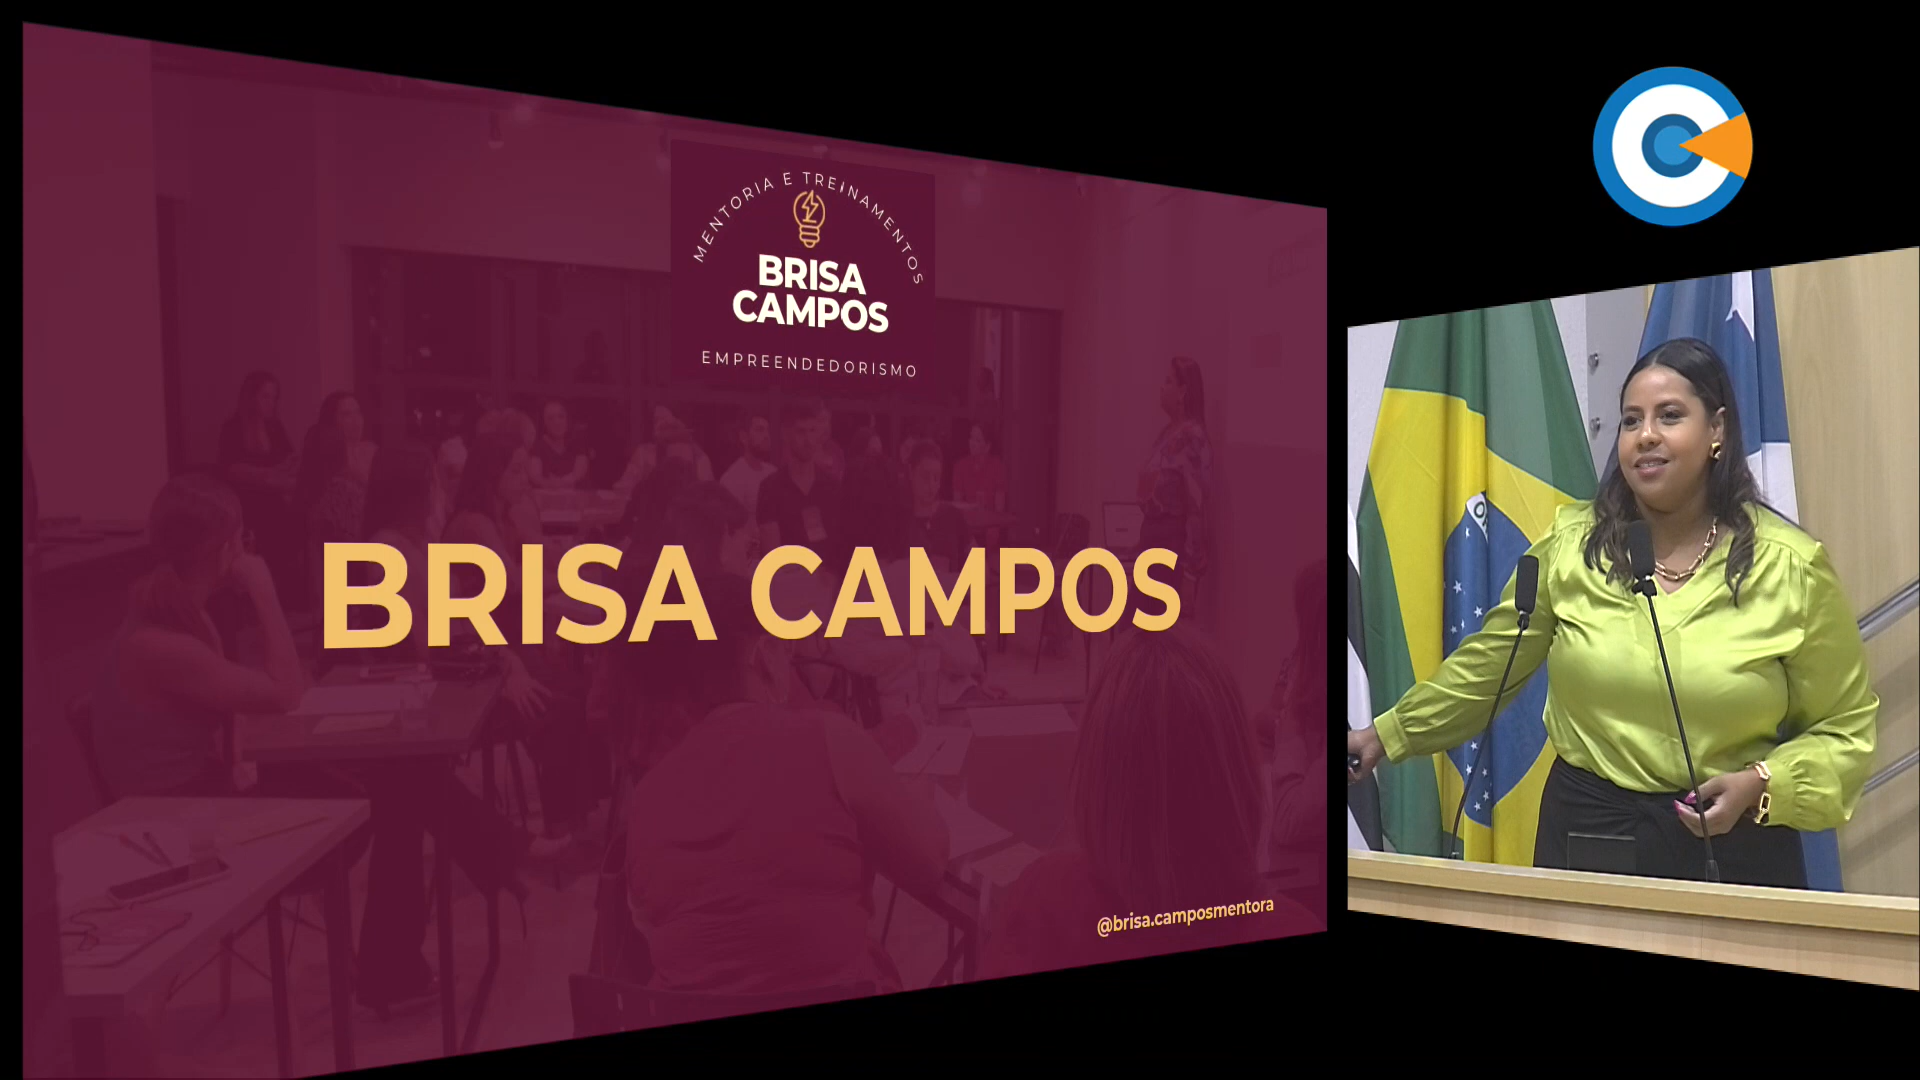 MENTORIA E TREINAMENTOS
BRISA
CAMPOS
EMPREENDEDORISMO
BRISA CAMPOS
@brisa.camposmentora